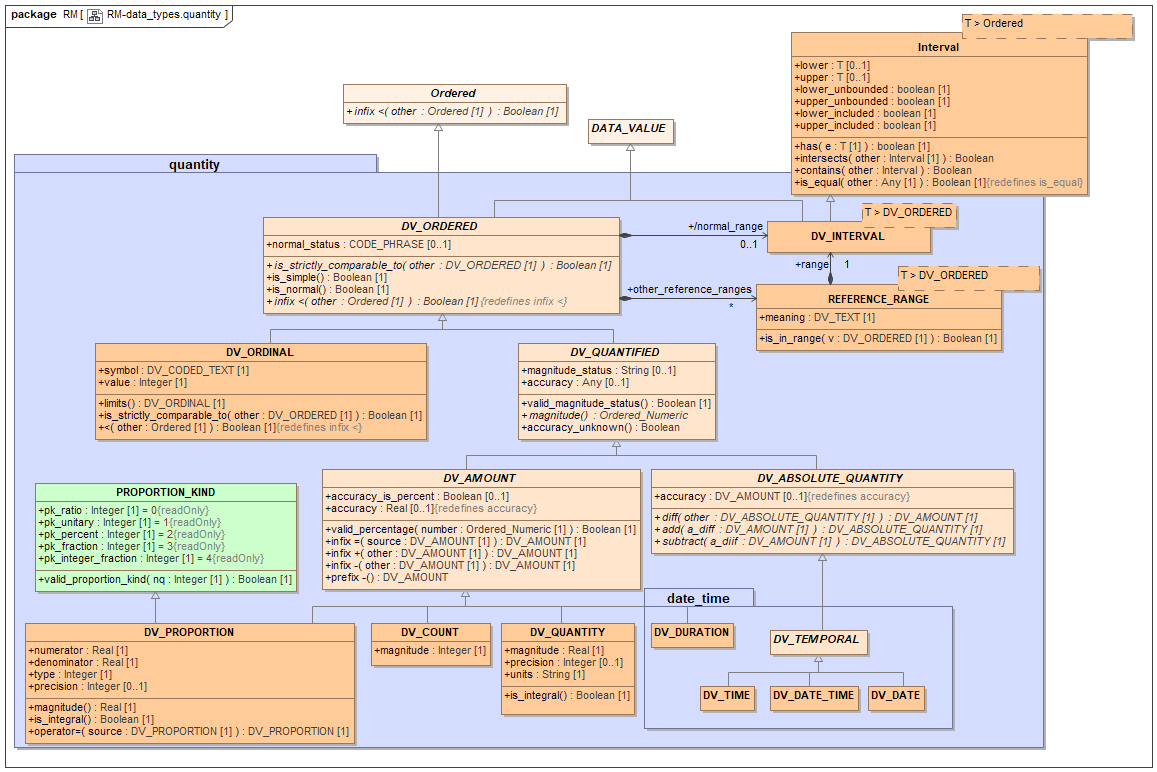 package RM [ RM-data_types.quantity ]
T > Ordered
Interval
+lower : T [0..1]
+upper : T [0..1]
+lower_unbounded : boolean [1]
+upper_unbounded : boolean [1]
+lower_included : boolean [1]
+upper_included : boolean [1]
+has( e : T [1] ) : boolean [1]
+intersects( other : Interval [1] ) : Boolean
+contains( other : Interval ) : Boolean
+is_equal( other : Any [1] ) : Boolean [1]{redefines is_equal}
Ordered
+infix <( other : Ordered [1] ) : Boolean [1]
DATA_VALUE
quantity
DV_ORDERED
+normal_status : CODE_PHRASE [0..1]
+is_strictly_comparable_to( other : DV_ORDERED [1] ) : Boolean [1]
+is_simple() : Boolean [1]
+is_normal() : Boolean [1]
+infix <( other : Ordered [1] ) : Boolean [1]{redefines infix <}
+/normal_range
0..1
T > DV_ORDERED
DV_INTERVAL
+range
1
+other_reference_ranges
*
T > DV_ORDERED
REFERENCE_RANGE
+meaning : DV_TEXT [1]
+is_in_range( v : DV_ORDERED [1] ) : Boolean [1]
DV_ORDINAL
+symbol : DV_CODED_TEXT [1]
+value : Integer [1]
+limits() : DV_ORDINAL [1]
+is_strictly_comparable_to( other : DV_ORDERED [1] ) : Boolean [1]
+<( other : Ordered [1] ) : Boolean [1]{redefines infix <}
DV_QUANTIFIED
+magnitude_status : String [0..1]
+accuracy : Any [0..1]
+valid_magnitude_status() : Boolean [1]
+magnitude() : Ordered_Numeric
+accuracy_unknown() : Boolean
PROPORTION_KIND
+pk_ratio : Integer [1] = 0{readOnly}
+pk_unitary : Integer [1] = 1{readOnly}
+pk_percent : Integer [1] = 2{readOnly}
+pk_fraction : Integer [1] = 3{readOnly}
+pk_integer_fraction : Integer [1] = 4{readOnly}
+valid_proportion_kind( nq : Integer [1] ) : Boolean [1]
DV_AMOUNT
+accuracy_is_percent : Boolean [0..1]
+accuracy : Real [0..1]{redefines accuracy}
+valid_percentage( number : Ordered_Numeric [1] ) : Boolean [1]
+infix =( source : DV_AMOUNT [1] ) : DV_AMOUNT [1]
+infix +( other : DV_AMOUNT [1] ) : DV_AMOUNT [1]
+infix -( other : DV_AMOUNT [1] ) : DV_AMOUNT [1]
+prefix -() : DV_AMOUNT
DV_ABSOLUTE_QUANTITY
+accuracy : DV_AMOUNT [0..1]{redefines accuracy}
+diff( other : DV_ABSOLUTE_QUANTITY [1] ) : DV_AMOUNT [1]
+add( a_diff : DV_AMOUNT [1] ) : DV_ABSOLUTE_QUANTITY [1]
+subtract( a_diff : DV_AMOUNT [1] ) : DV_ABSOLUTE_QUANTITY [1]
date_time
DV_PROPORTION
+numerator : Real [1]
+denominator : Real [1]
+type : Integer [1]
+precision : Integer [0..1]
+magnitude() : Real [1]
+is_integral() : Boolean [1]
+operator=( source : DV_PROPORTION [1] ) : DV_PROPORTION [1]
DV_COUNT
+magnitude : Integer [1]
DV_QUANTITY
+magnitude : Real [1]
+precision : Integer [0..1]
+units : String [1]
+is_integral() : Boolean [1]
DV_DURATION
DV_TEMPORAL
DV_TIME
DV_DATE_TIME
DV_DATE